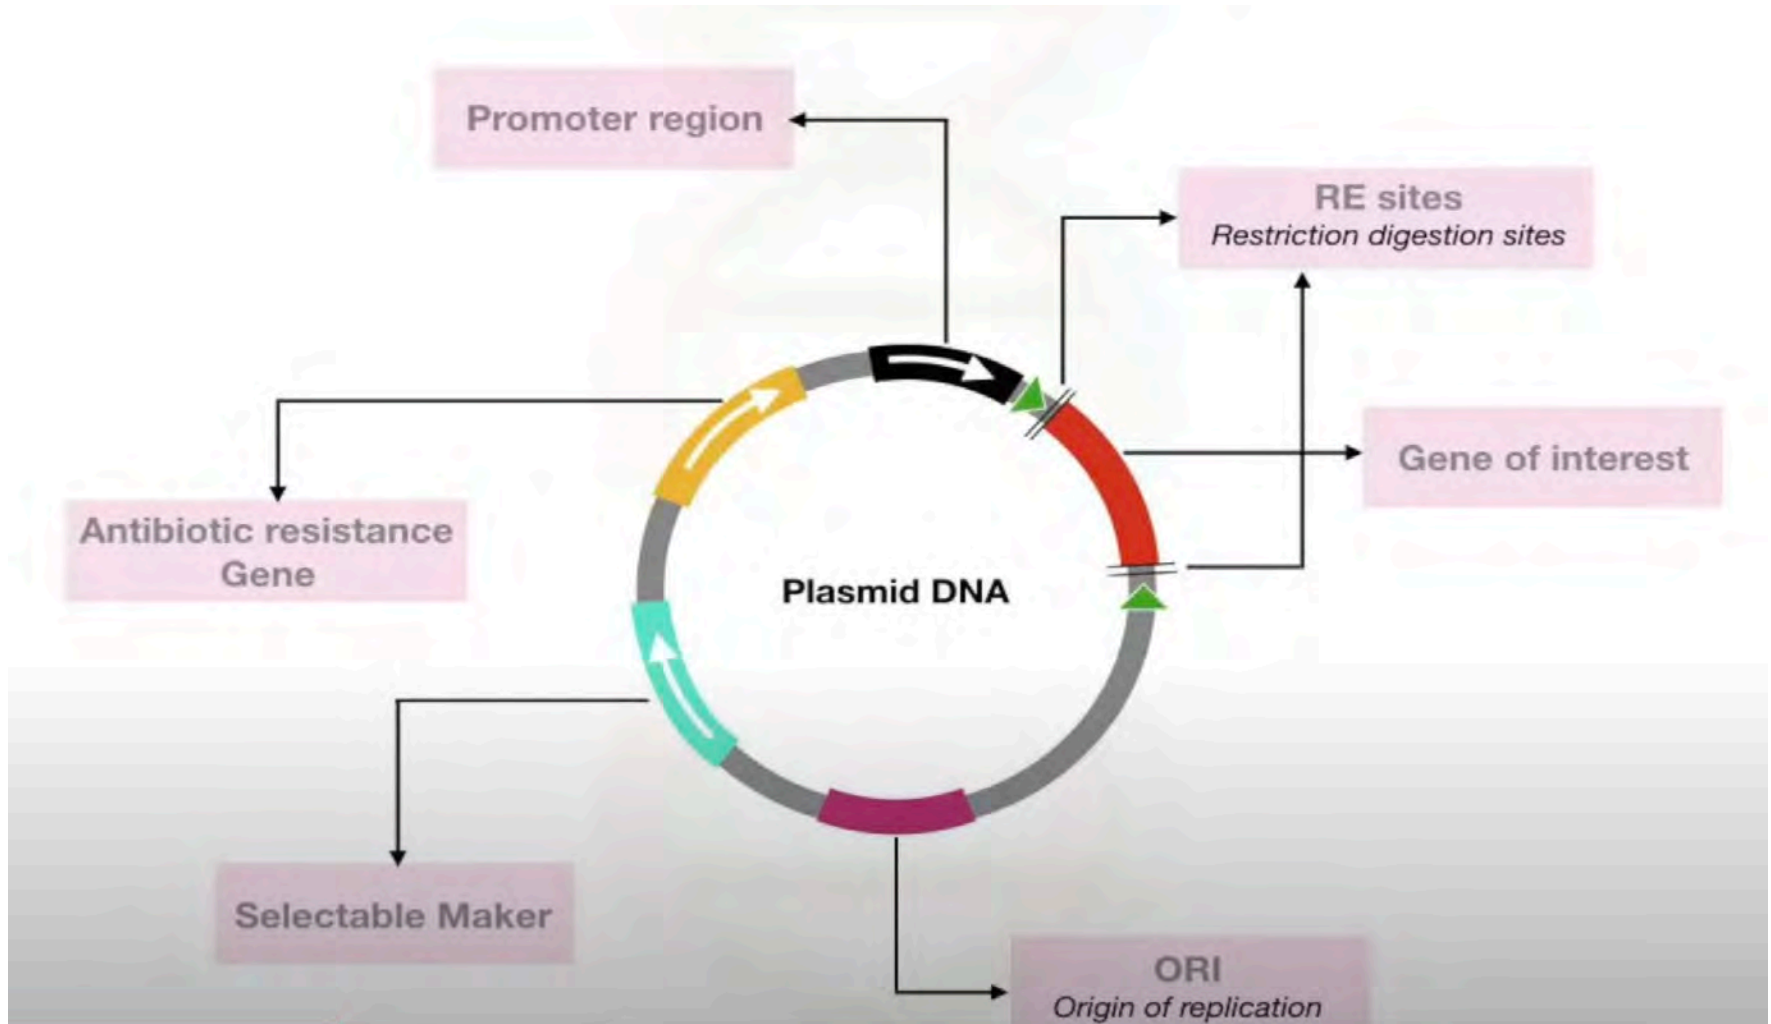 Promoter region
RE sites
Restriction digestion sites
Gene of interest
Antibiotic resistance
Gene
Plasmid DNA
Selectable Maker
ORI
Origin of replication